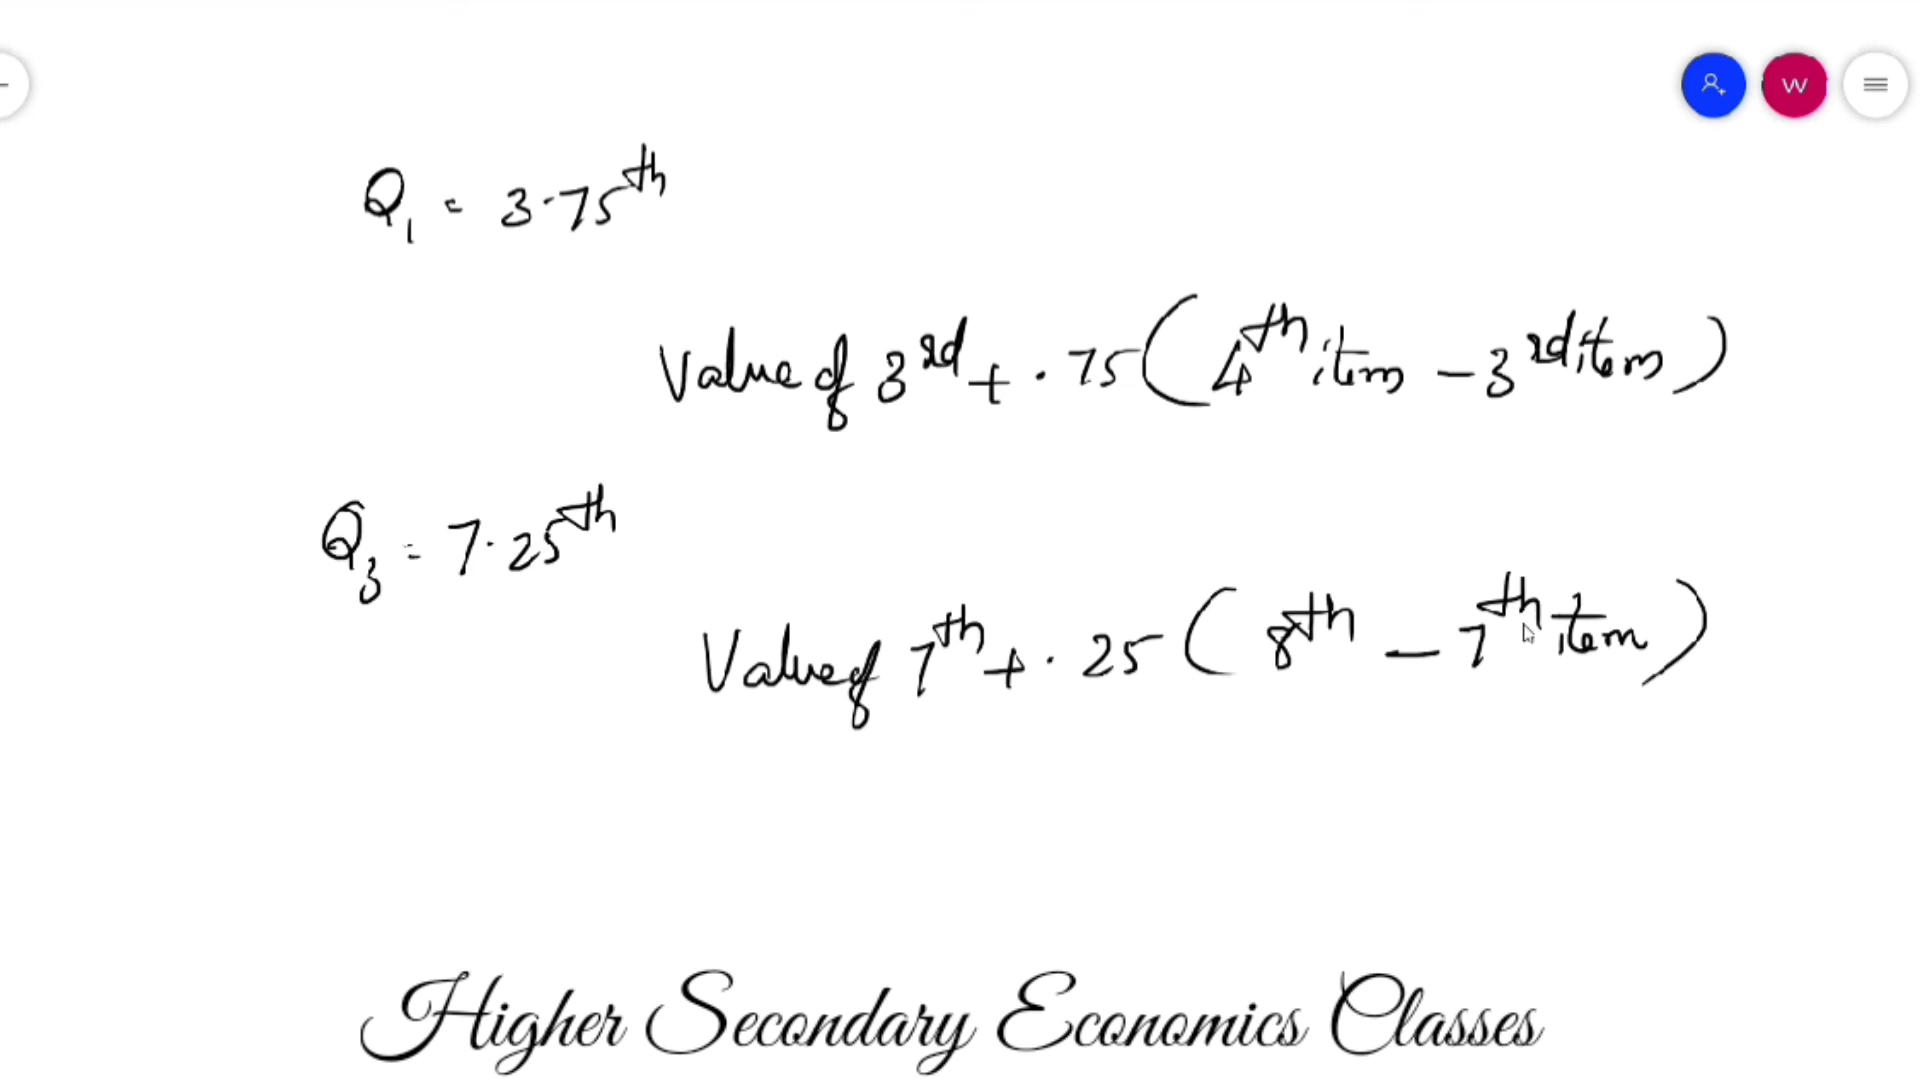 W
Q₁ = 3.75th
Value of 3rd + .75 ( 4th item - 3rd item )
Q₃ = 7.25th
Value of 7th + .25 ( 8th - 7th item )
Higher Secondary Economics Classes